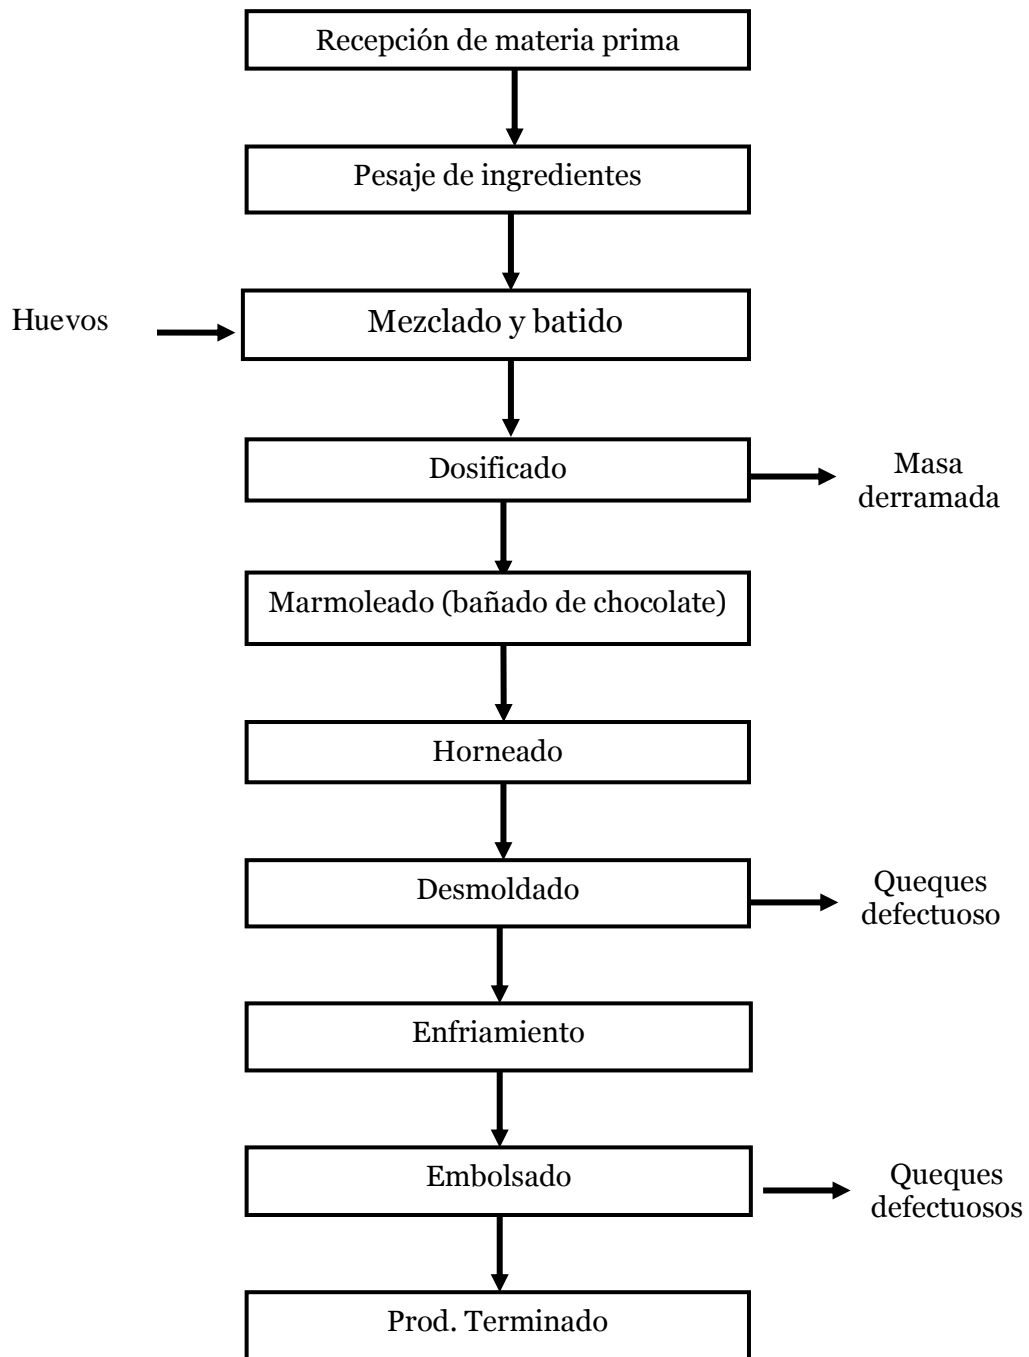 Recepción de materia prima
Pesaje de ingredientes
Huevos
Mezclado y batido
Dosificado
Masa
derramada
Marmoleado (bañado de chocolate)
Horneado
Desmoldado
Queques
defectuoso
Enfriamiento
Embolsado
Queques
defectuosos
Prod. Terminado